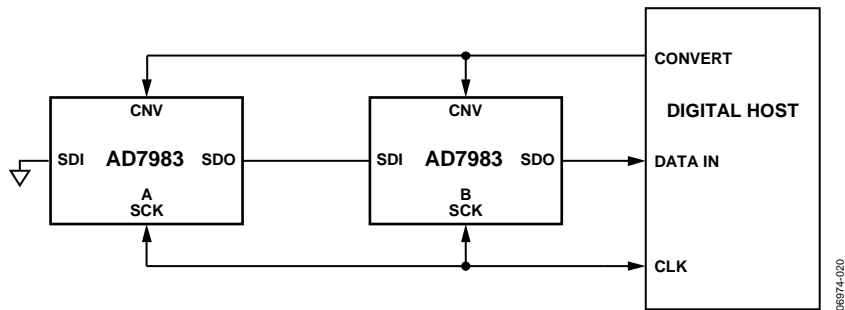 CONVERT
CNV
CNV
DIGITAL HOST
SDI AD7983 SDO
SDI AD7983 SDO
DATA IN
A
SCK
B
SCK
CLK
06974-020